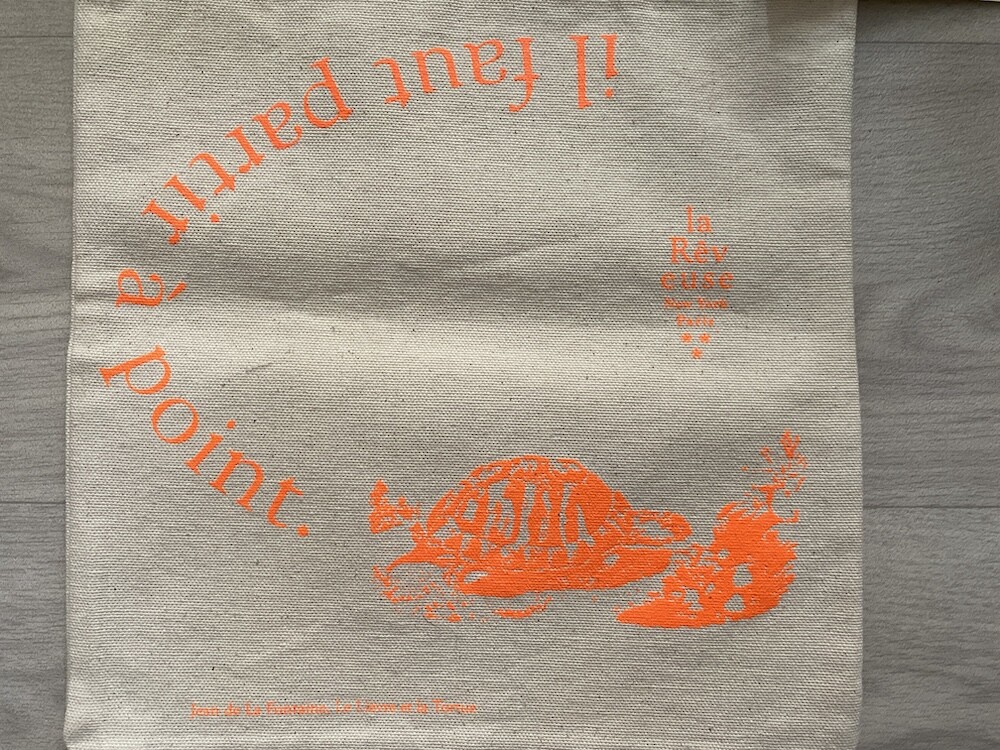 il faut partir à point.
la
Rêv
euse
New York
Paris
Jean de La Fontaine, Le Lièvre et la Tortue